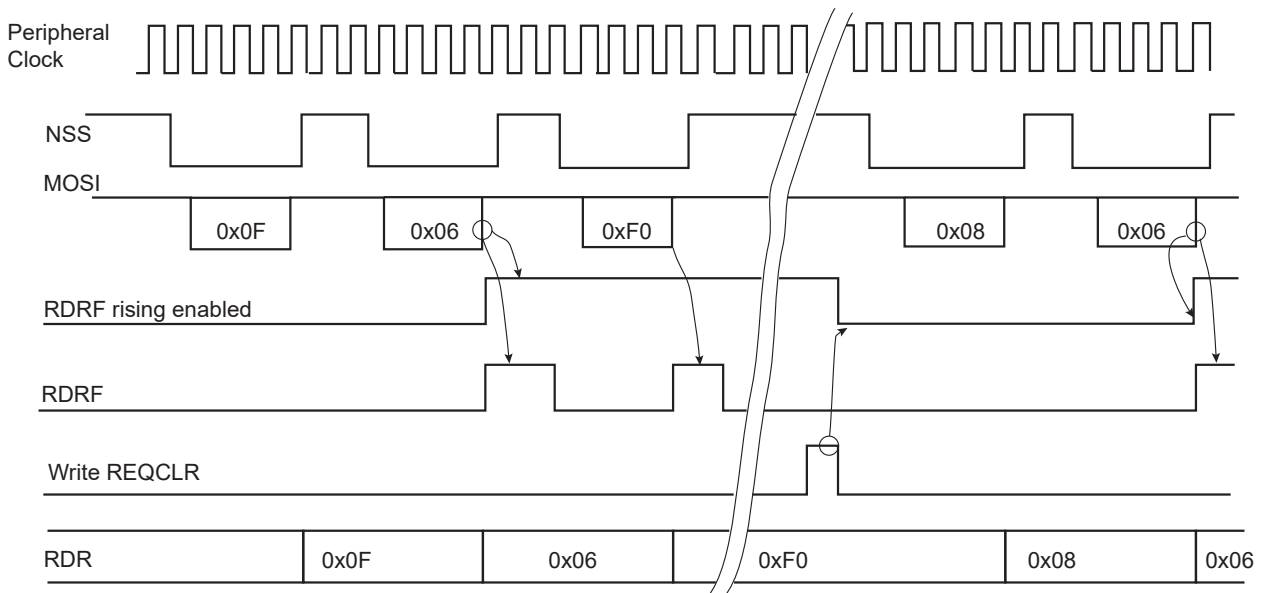 Peripheral
Clock
NSS
MOSI
0x0F 0x06 0xF0 0x08 0x06
RDRF rising enabled
RDRF
Write REQCLR
RDR 0x0F 0x06 0xF0 0x08 0x06